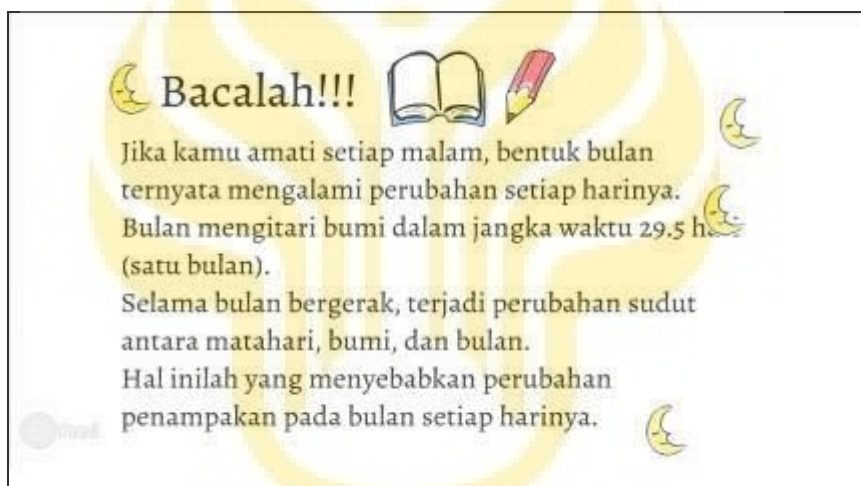 Bacalah!!!
Jika kamu amati setiap malam, bentuk bulan
ternyata mengalami perubahan setiap harinya.
Bulan mengitari bumi dalam jangka waktu 29.5
(satu bulan).
Selama bulan bergerak, terjadi perubahan sudut
antara matahari, bumi, dan bulan.
Hal inilah yang menyebabkan perubahan
penampakan pada bulan setiap harinya.